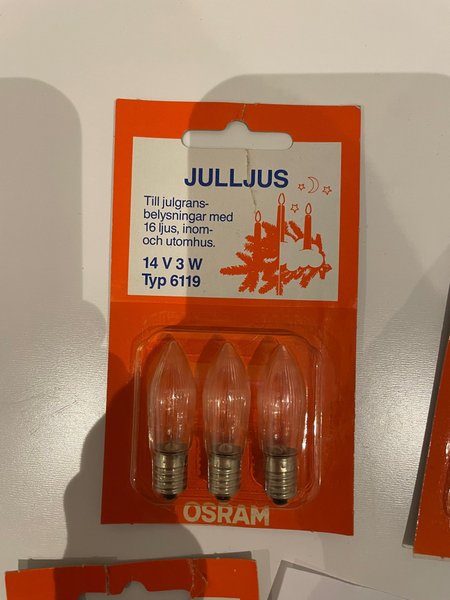 JULLJUS
Till julgrans-
belysningar med
16 ljus, inom-
och utomhus.
14 V 3 W
Typ 6119
OSRAM